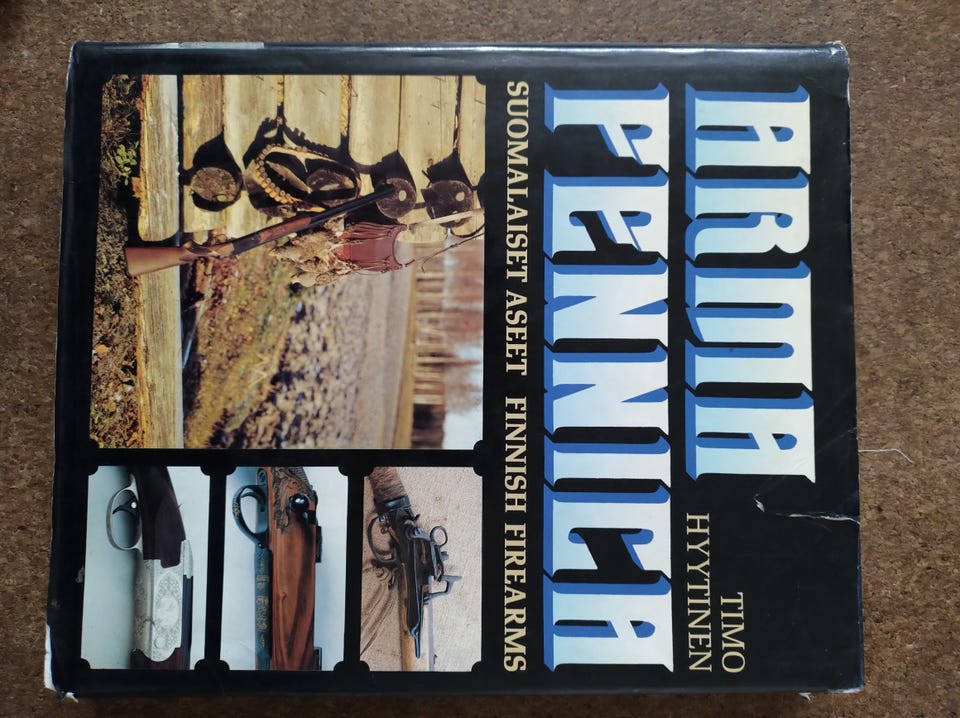 ARMA
TIMO
HYYTINEN
FENNICA
SUOMALAISET ASEET FINNISH FIREARMS